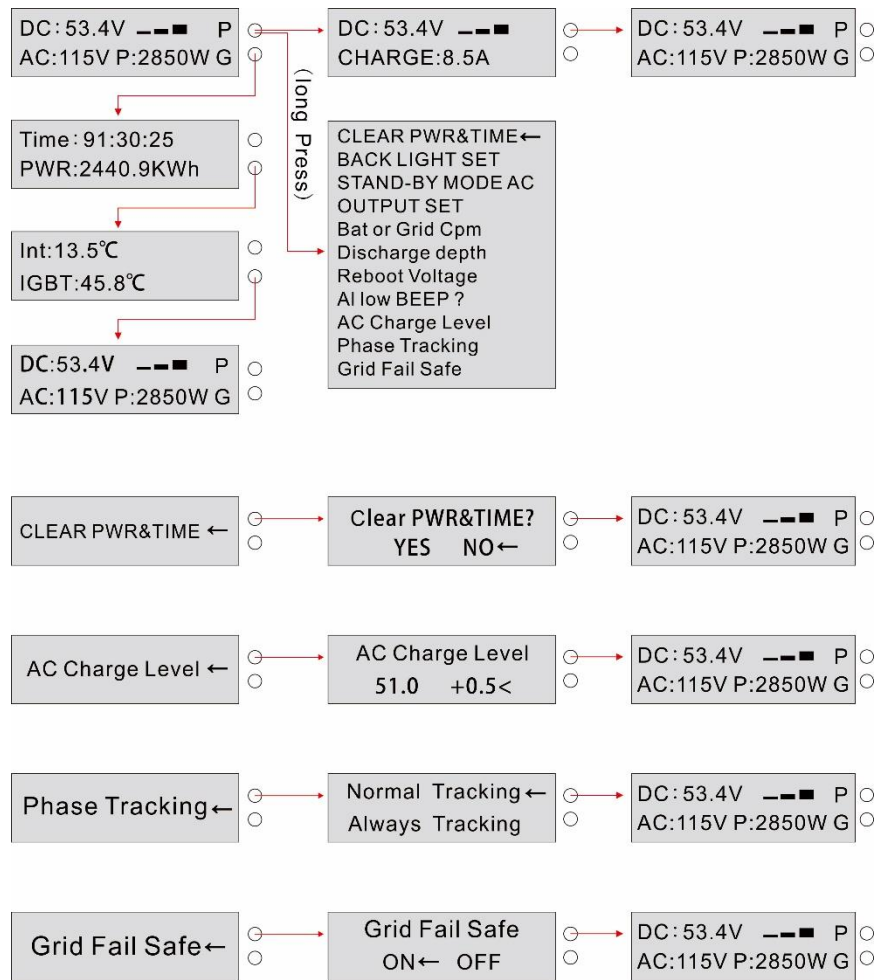 DC:53.4V P
AC:115V P:2850W G
DC:53.4V
CHARGE:8.5A
DC:53.4V P
AC:115V P:2850W G
(long Press)
Time:91:30:25
PWR:2440.9KWh
Int:13.5℃
IGBT:45.8℃
DC:53.4V P
AC:115V P:2850W G
CLEAR PWR&TIME←
BACK LIGHT SET
STAND-BY MODE AC
OUTPUT SET
Bat or Grid Cpm
Discharge depth
Reboot Voltage
Al low BEEP ?
AC Charge Level
Phase Tracking
Grid Fail Safe
CLEAR PWR&TIME ←
Clear PWR&TIME?
YES NO←
DC:53.4V P
AC:115V P:2850W G
AC Charge Level ←
AC Charge Level
51.0 +0.5<
DC:53.4V P
AC:115V P:2850W G
Phase Tracking←
Normal Tracking←
Always Tracking
DC:53.4V P
AC:115V P:2850W G
Grid Fail Safe←
Grid Fail Safe
ON← OFF
DC:53.4V P
AC:115V P:2850W G